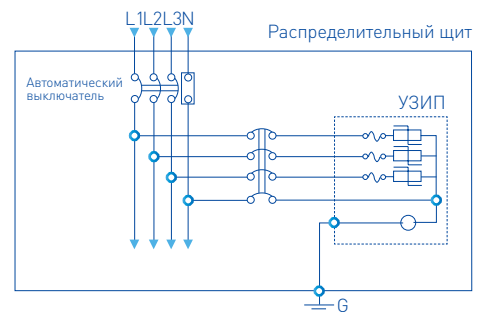 L1L2L3N
Распределительный щит
Автоматический
выключатель
УЗИП
G